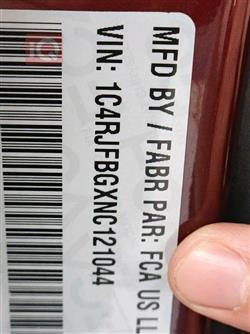 MFD BY / FABR PAR: FCA US LL
VIN: 1C4RJFBGXNC121044